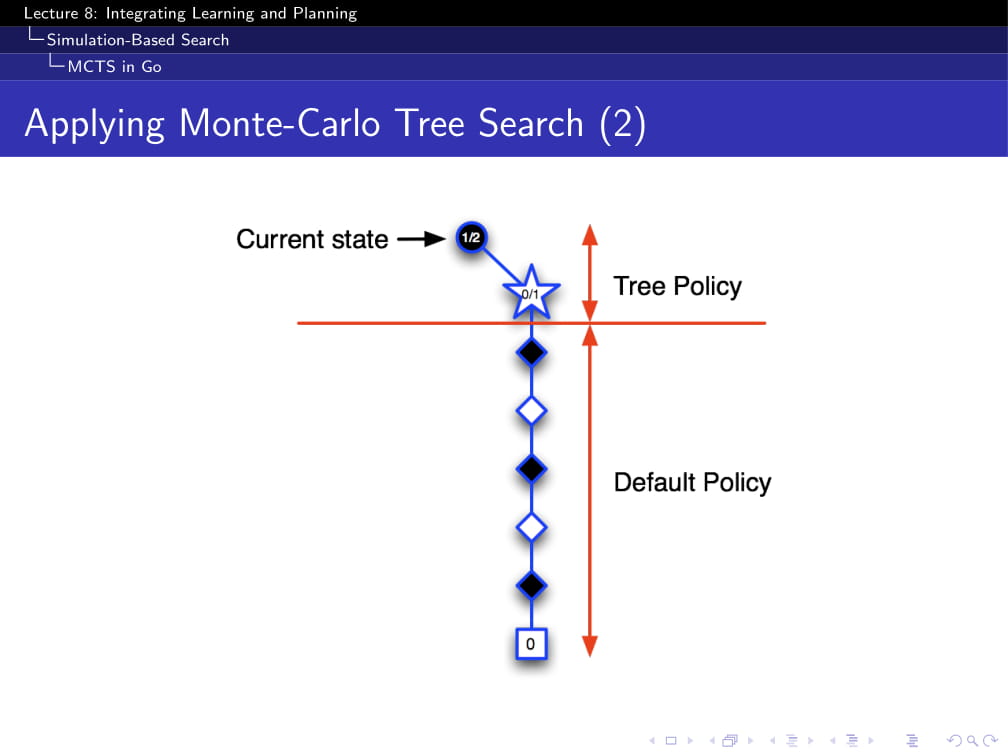 Lecture 8: Integrating Learning and Planning
Simulation-Based Search
MCTS in Go
Applying Monte-Carlo Tree Search (2)
Current state
1/2
0/1
Tree Policy
Default Policy
0